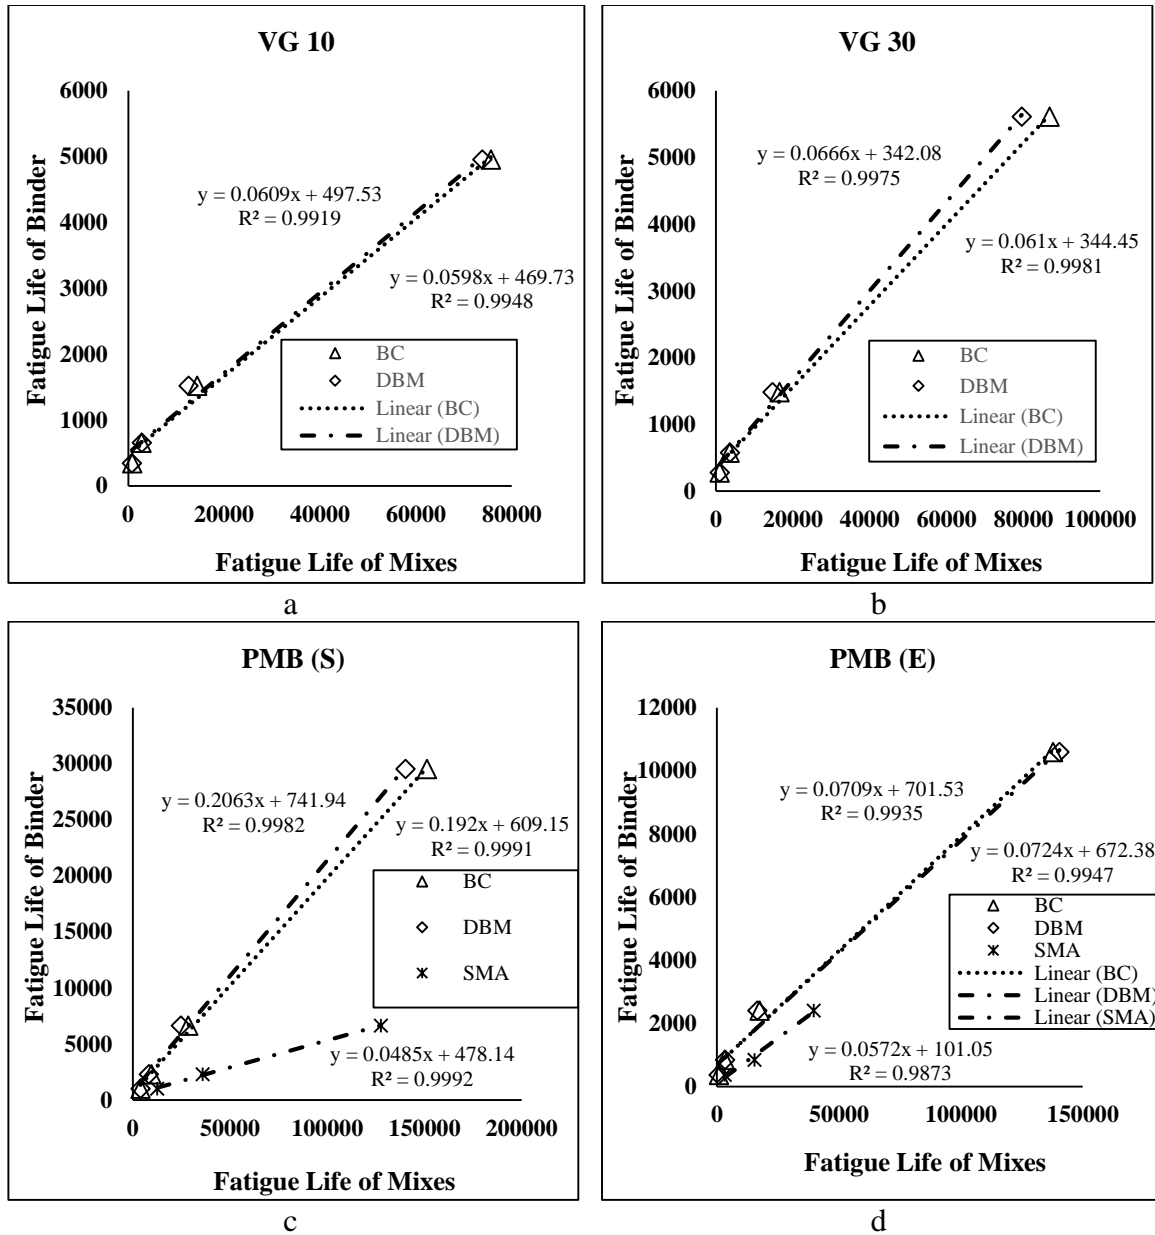 VG 10
6000
5000
4000
3000
2000
1000
0
Fatigue Life of Binder
y = 0.0609x + 497.53
R² = 0.9919
y = 0.0598x + 469.73
R² = 0.9948
BC
DBM
Linear (BC)
Linear (DBM)
0 20000 40000 60000 80000
Fatigue Life of Mixes
a
VG 30
6000
5000
4000
3000
2000
1000
0
Fatigue Life of Binder
y = 0.0666x + 342.08
R² = 0.9975
y = 0.061x + 344.45
R² = 0.9981
BC
DBM
Linear (BC)
Linear (DBM)
0 20000 40000 60000 80000 100000
Fatigue Life of Mixes
b
PMB (S)
35000
30000
25000
20000
15000
10000
5000
0
Fatigue Life of Binder
y = 0.2063x + 741.94
R² = 0.9982
y = 0.192x + 609.15
R² = 0.9991
BC
DBM
SMA
y = 0.0485x + 478.14
R² = 0.9992
0 50000 100000 150000 200000
Fatigue Life of Mixes
c
PMB (E)
12000
10000
8000
6000
4000
2000
0
Fatigue Life of Binder
y = 0.0709x + 701.53
R² = 0.9935
y = 0.0724x + 672.38
R² = 0.9947
BC
DBM
SMA
Linear (BC)
Linear (DBM)
Linear (SMA)
y = 0.0572x + 101.05
R² = 0.9873
0 50000 100000 150000
Fatigue Life of Mixes
d